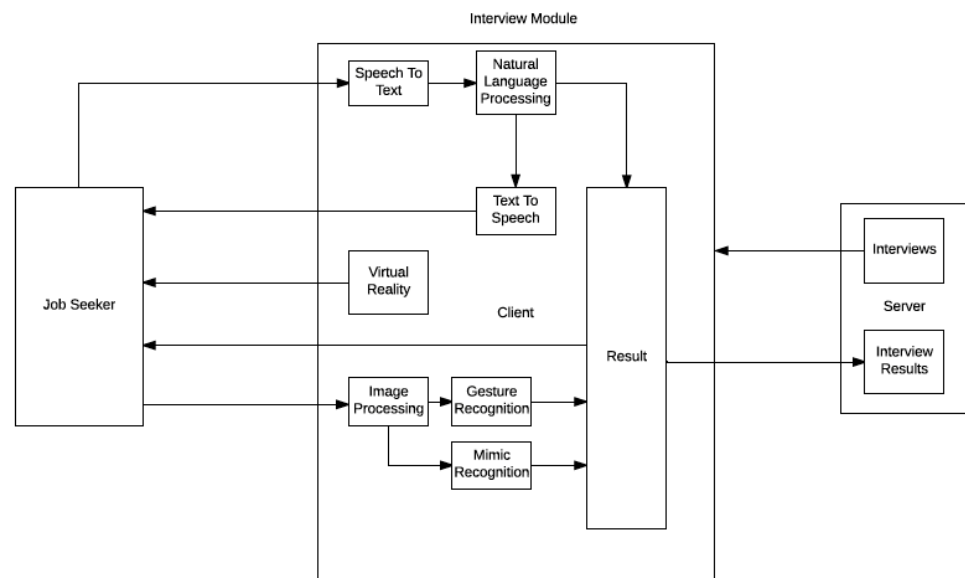 Interview Module
Speech To
Text
Natural
Language
Processing
Text To
Speech
Virtual
Reality
Job Seeker
Client
Result
Interviews
Server
Interview
Results
Image
Processing
Gesture
Recognition
Mimic
Recognition